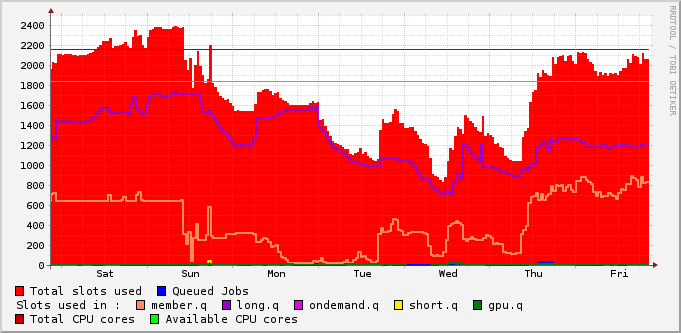 2400
2200
2000
1800
1600
1400
1200
1000
800
600
400
200
0
Sat Sun Mon Tue Wed Thu Fri
RRDTOOL / TOBI OETIKER
Total slots used Queued Jobs
Slots used in : member.q long.q ondemand.q short.q gpu.q
Total CPU cores Available CPU cores